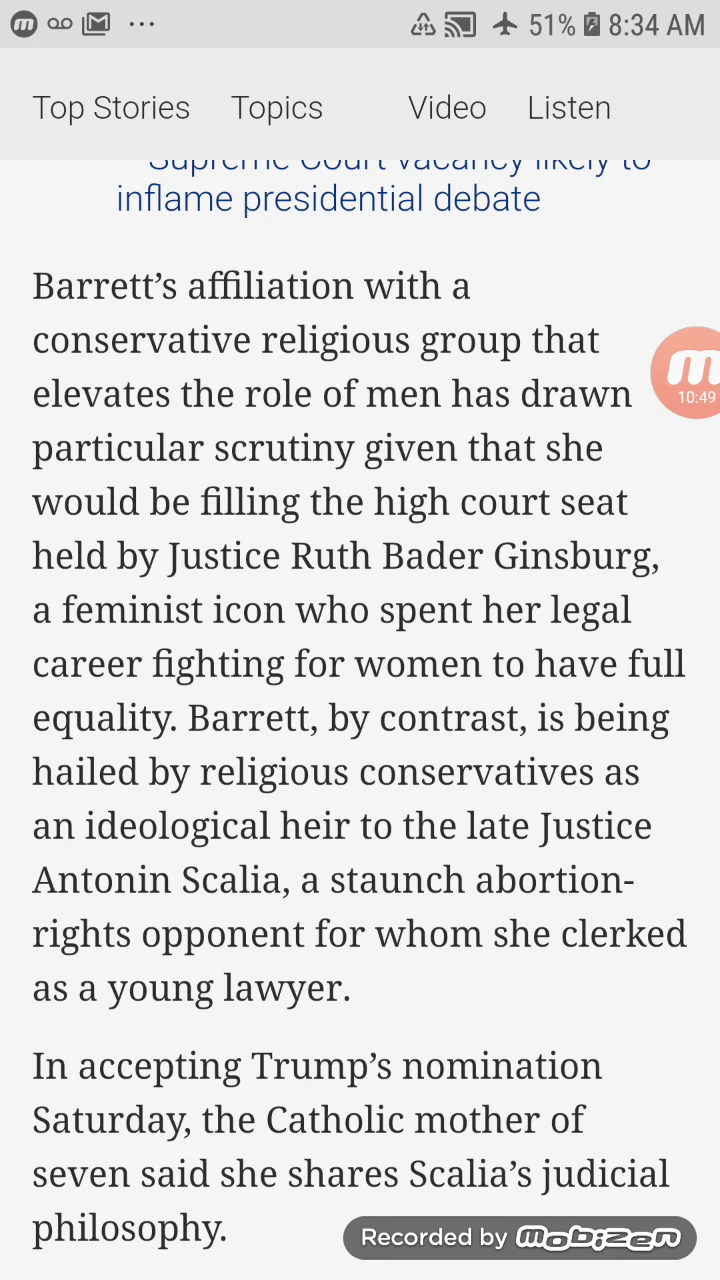 51% 8:34 AM
Top Stories Topics Video Listen
Supreme Court vacancy likely to
inflame presidential debate
Barrett’s affiliation with a
conservative religious group that
elevates the role of men has drawn
particular scrutiny given that she
would be filling the high court seat
held by Justice Ruth Bader Ginsburg,
a feminist icon who spent her legal
career fighting for women to have full
equality. Barrett, by contrast, is being
hailed by religious conservatives as
an ideological heir to the late Justice
Antonin Scalia, a staunch abortion-
rights opponent for whom she clerked
as a young lawyer.
In accepting Trump’s nomination
Saturday, the Catholic mother of
seven said she shares Scalia’s judicial
philosophy.
m
10:49
Recorded by mobizen